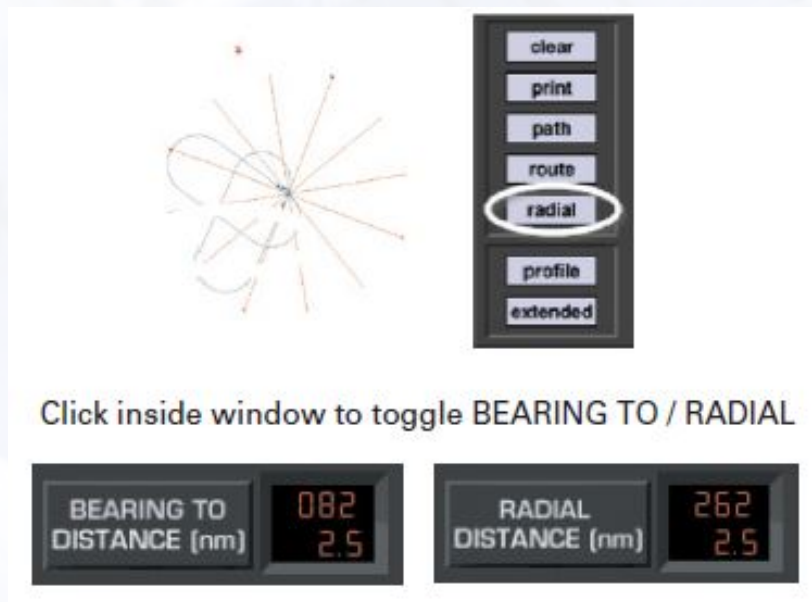 clear
print
path
route
radial
profile
extended
Click inside window to toggle BEARING TO / RADIAL
BEARING TO 082
DISTANCE (nm) 2.5
RADIAL 262
DISTANCE (nm) 2.5